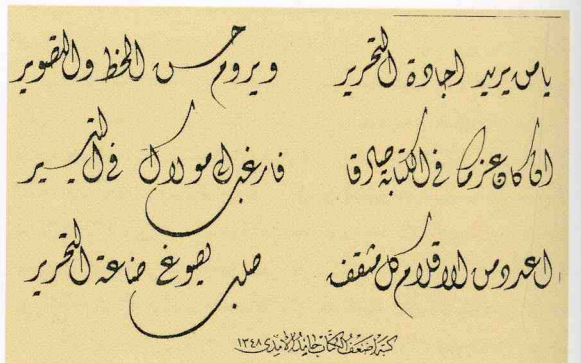 يا من يريد اجادة التحرير ويروم حسن الخط والتصوير
ان كان عزمك في الكتابة صادقا فارغب الى مولاك في التيسير
اعدد من الاقلام كل مثقف صلب يصوغ صناعة التحرير
كتبه اضعف الكتاب حامد الآمدي ١٣٤٨